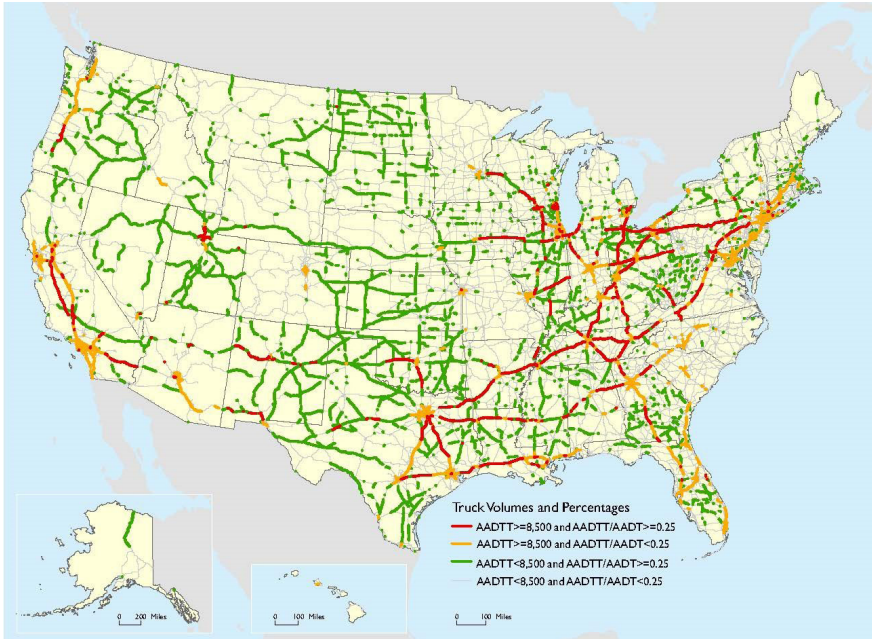 Truck Volumes and Percentages
AADTT>=8,500 and AADTT/AADT>=0.25
AADTT>=8,500 and AADTT/AADT<0.25
AADTT<8,500 and AADTT/AADT>=0.25
AADTT<8,500 and AADTT/AADT<0.25
0 200 Miles
0 100 Miles
0 100 Miles